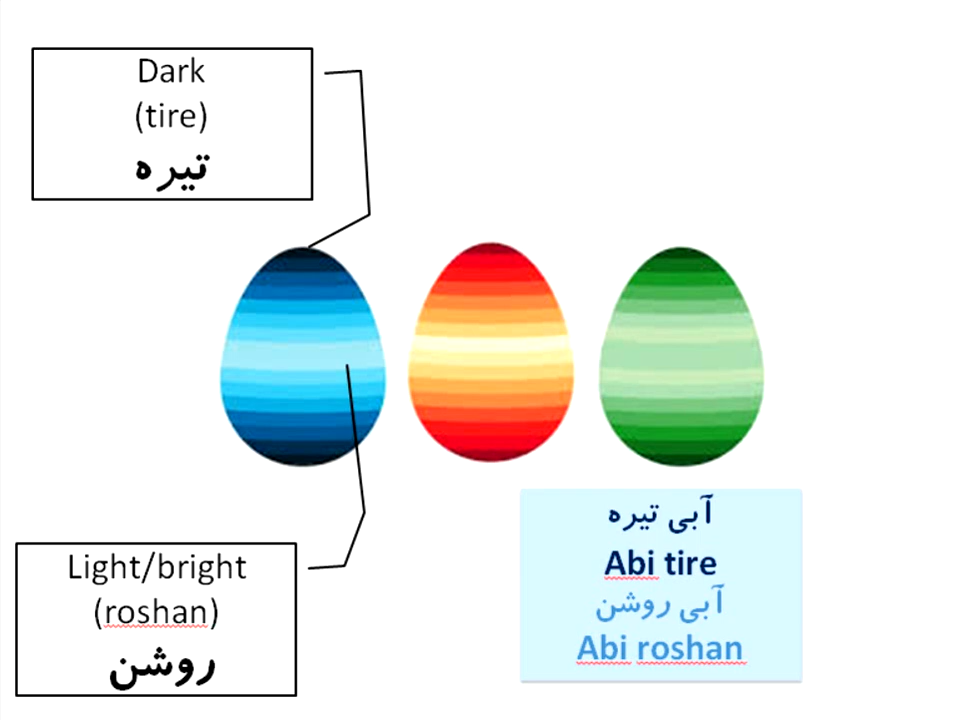 Dark
(tire)
تیره
Light/bright
(roshan)
روشن
آبی تیره
Abi tire
آبی روشن
Abi roshan